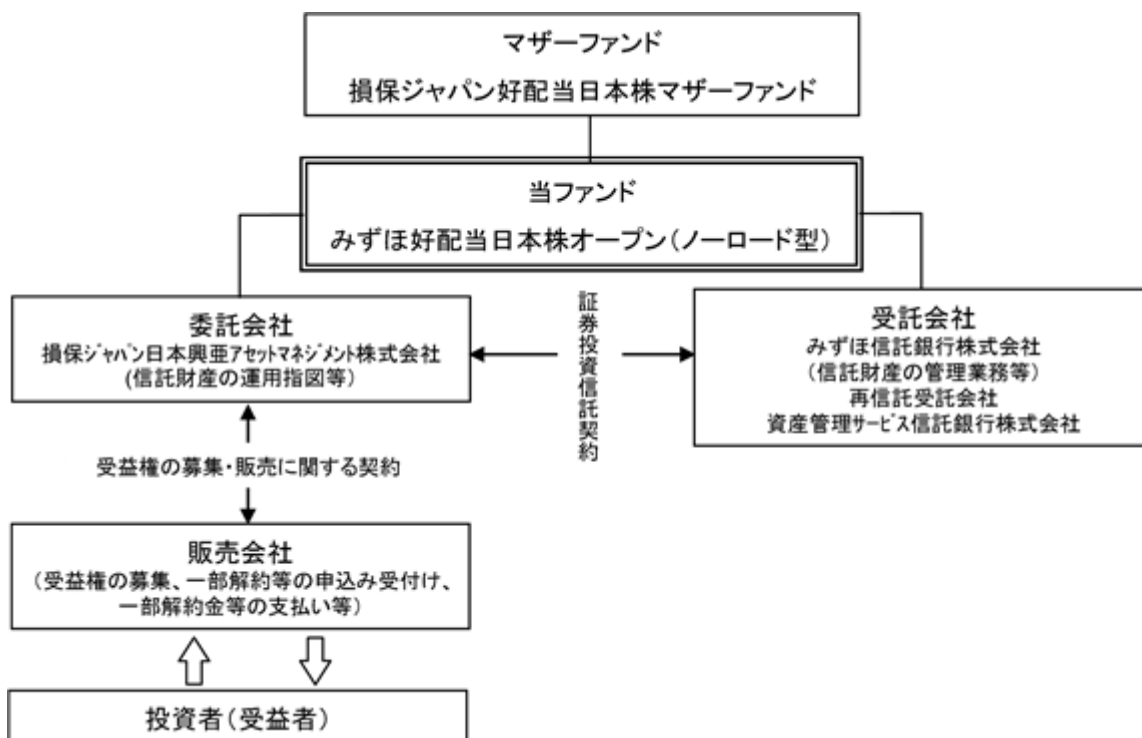 マザーファンド
損保ジャパン好配当日本株マザーファンド
当ファンド
みずほ好配当日本株オープン(ノーロード型)
委託会社
損保ジャパン日本興亜アセットマネジメント株式会社
(信託財産の運用指図等)
証券投資信託契約
受託会社
みずほ信託銀行株式会社
(信託財産の管理業務等)
再信託受託会社
資産管理サービス信託銀行株式会社
受益権の募集・販売に関する契約
販売会社
(受益権の募集、一部解約等の申込み受付け、
一部解約金等の支払い等)
投資者(受益者)